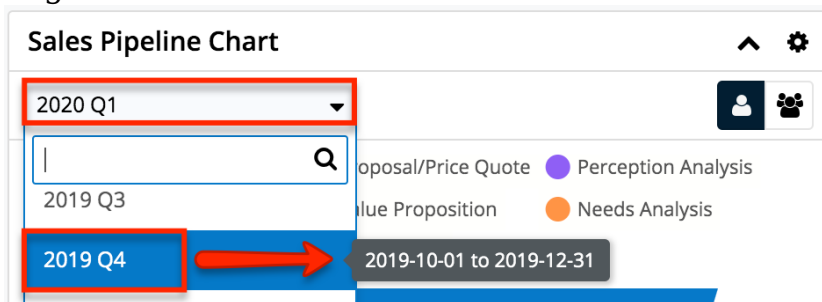 Sales Pipeline Chart
2020 Q1
oposal/Price Quote
Perception Analysis
2019 Q3
lue Proposition
Needs Analysis
2019 Q4
2019-10-01 to 2019-12-31